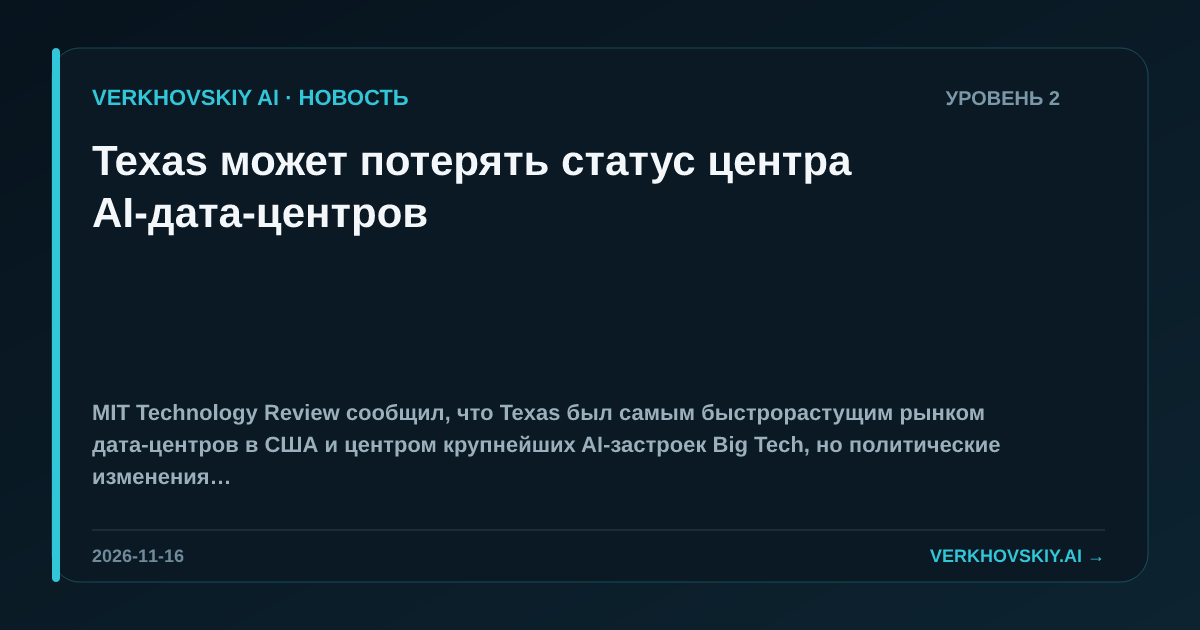 VERKHOVSKIY AI · НОВОСТЬ
УРОВЕНЬ 2
Texas может потерять статус центра
AI-дата-центров
MIT Technology Review сообщил, что Texas был самым быстрорастущим рынком
дата-центров в США и центром крупнейших AI-застроек Big Tech, но политические
изменения…
2026-11-16
VERKHOVSKIY.AI →